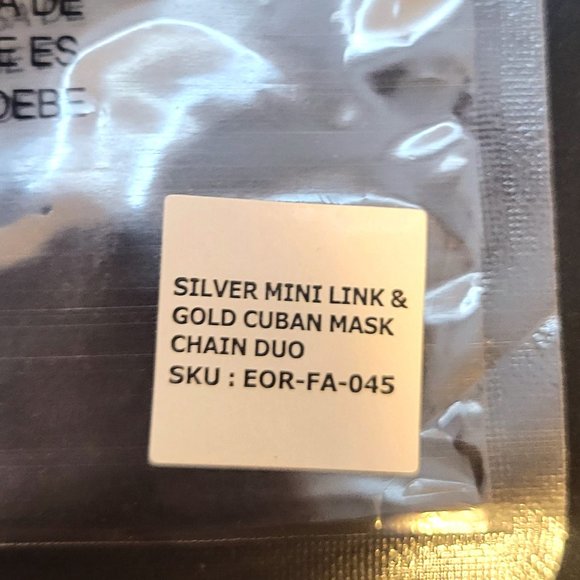 A DE
E ES
DEBE
SILVER MINI LINK &
GOLD CUBAN MASK
CHAIN DUO
SKU : EOR-FA-045